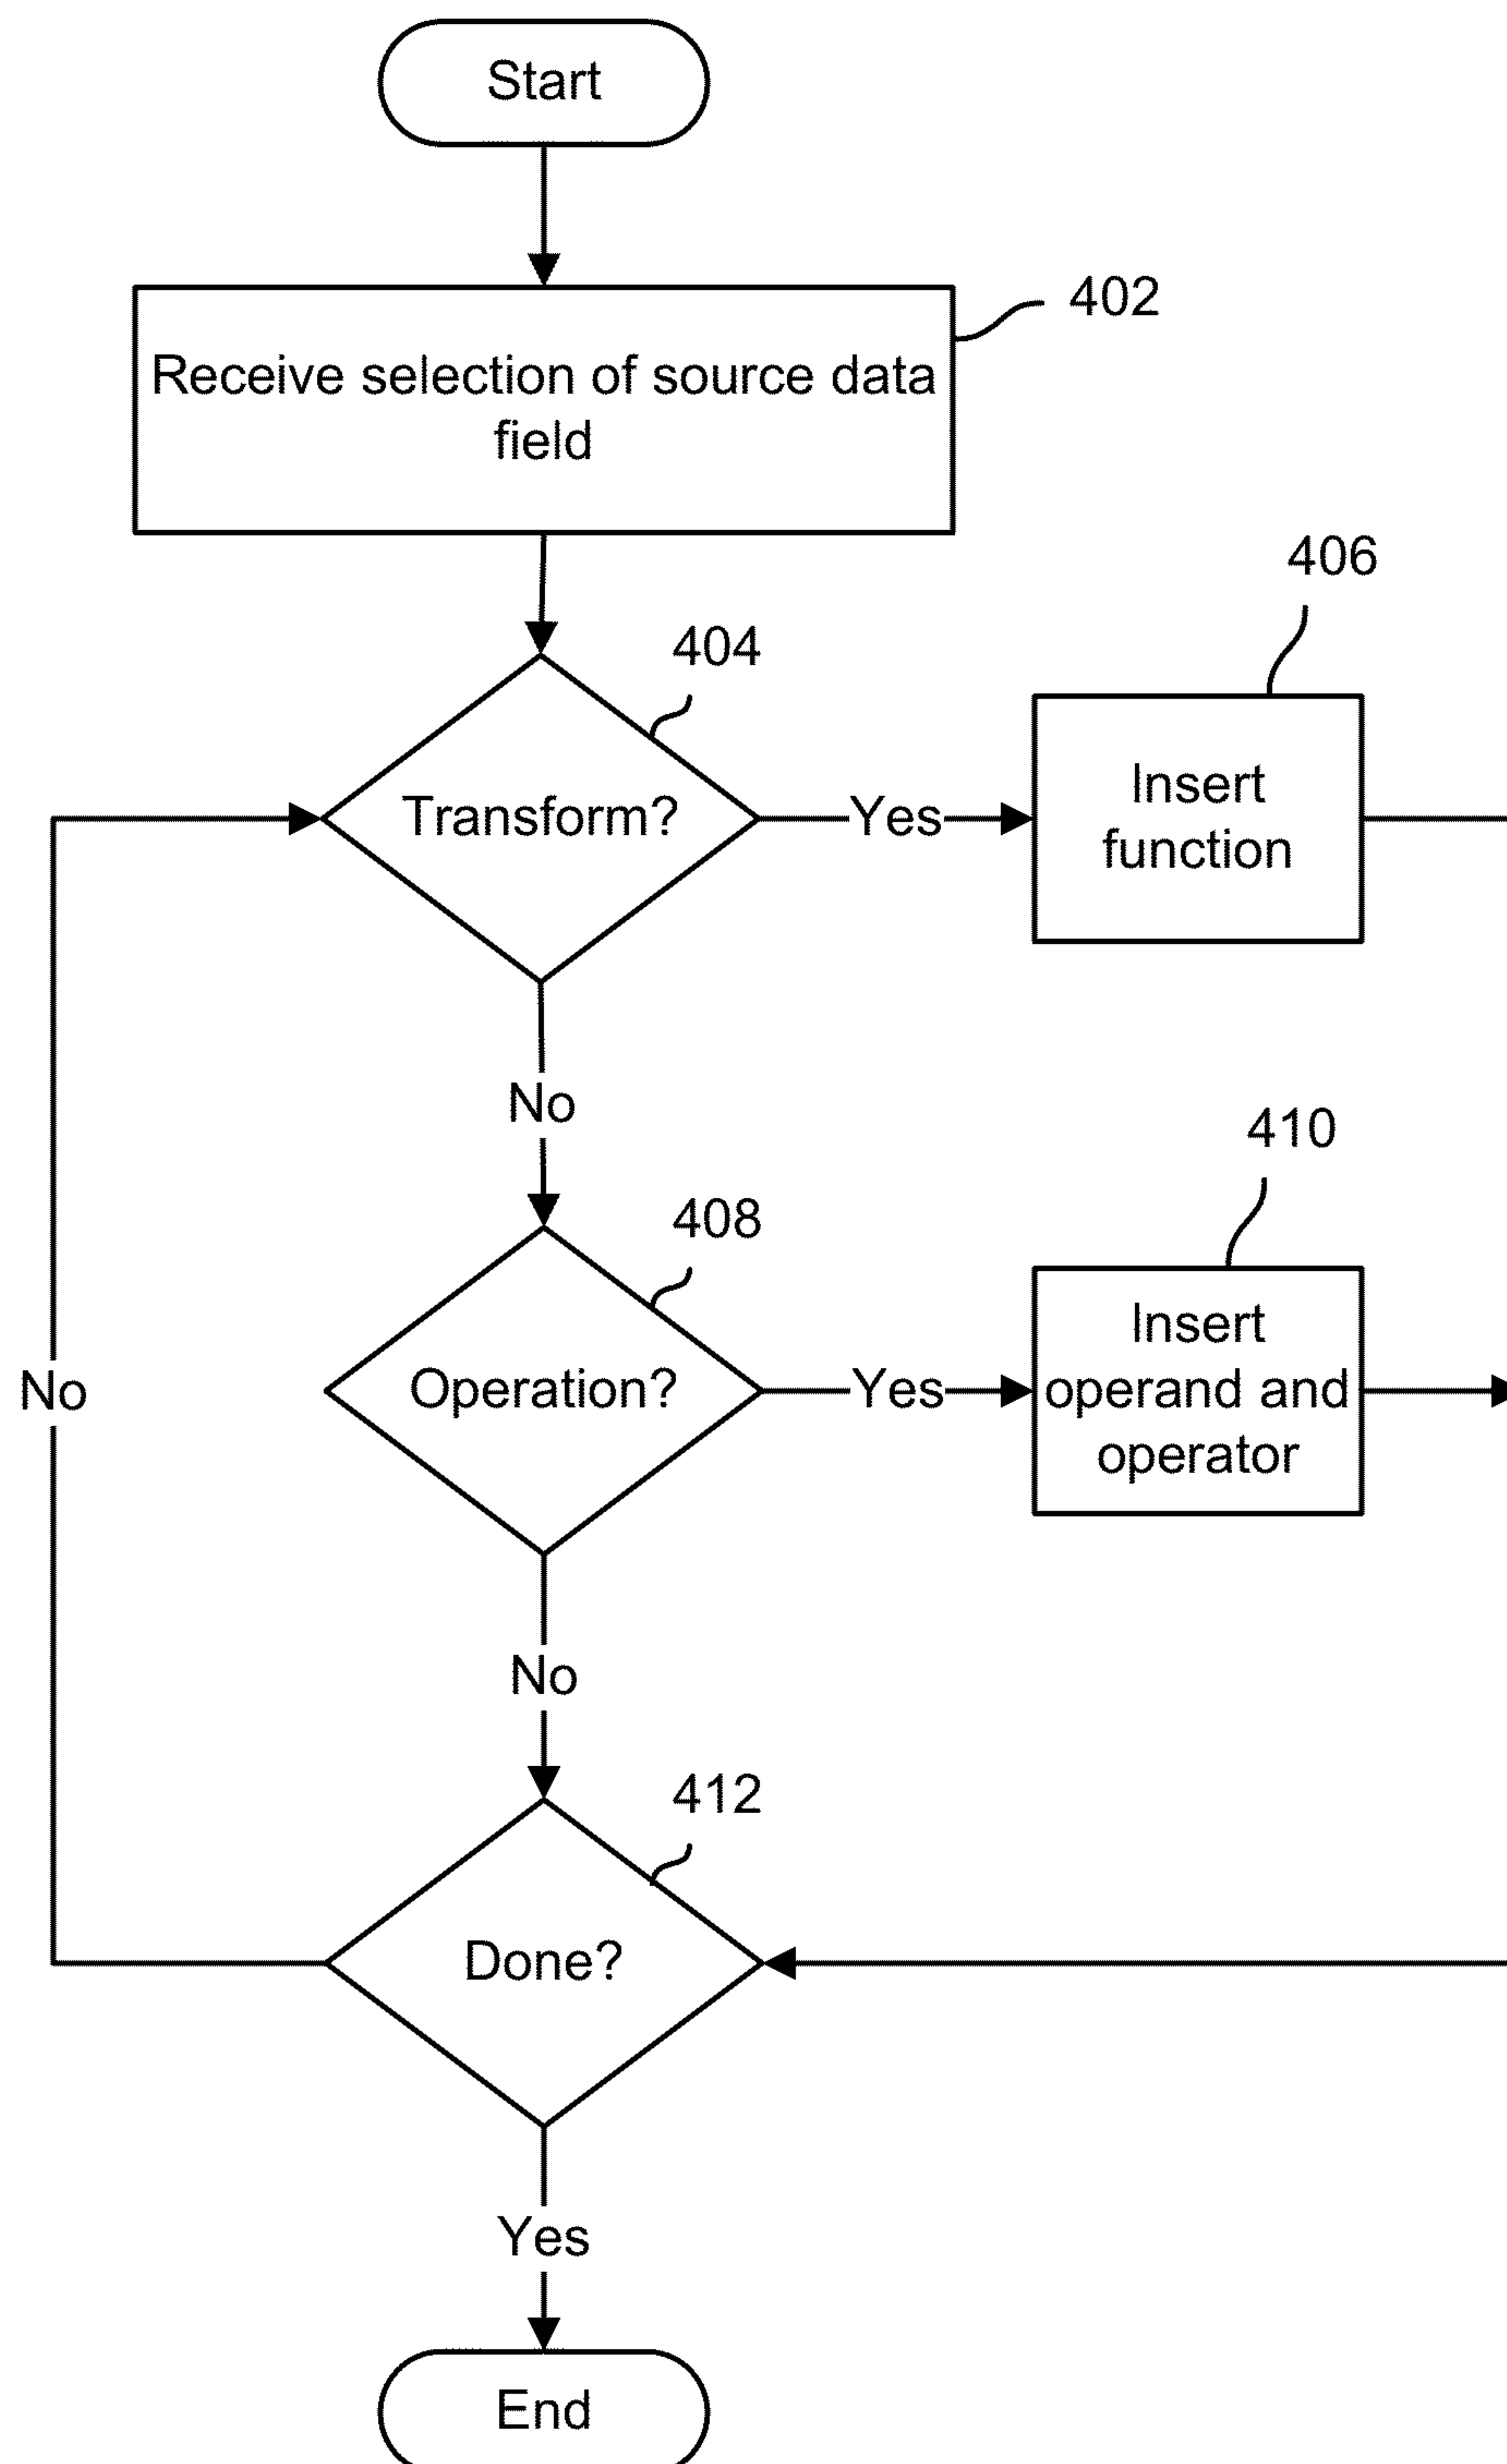 Start
402
Receive selection of source data
field
406
404
Transform?
Yes
Insert
function
No
410
408
Operation?
Yes
Insert
operand and
operator
No
No
412
Done?
Yes
End